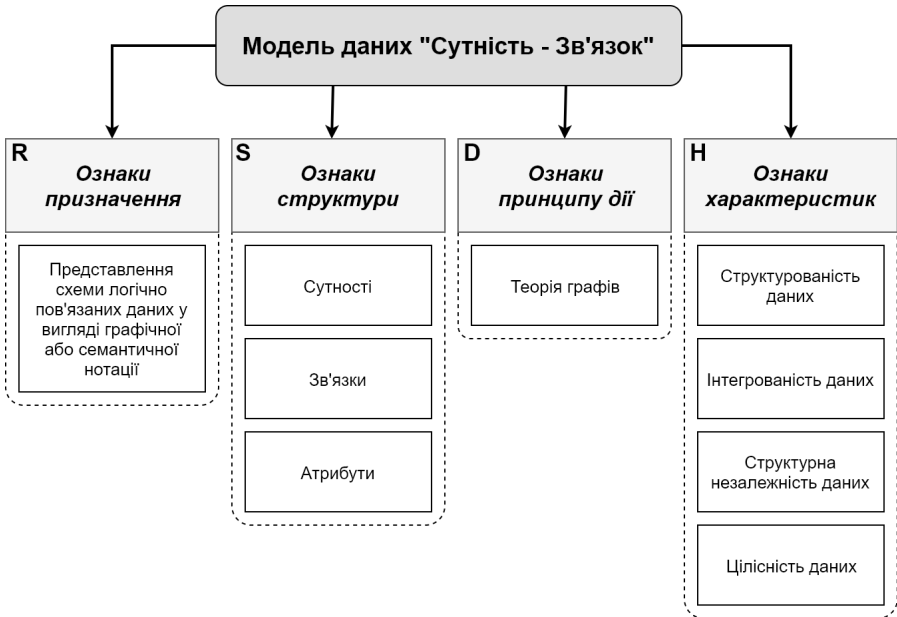 Модель даних "Сутність - Зв'язок"
R
Ознаки
призначення
Представлення
схеми логічно
пов'язаних даних у
вигляді графічної
або семантичної
нотації
S
Ознаки
структури
Сутності
Зв'язки
Атрибути
D
Ознаки
принципу дії
Теорія графів
H
Ознаки
характеристик
Структурованість
даних
Інтегрованість даних
Структурна
незалежність даних
Цілісність даних